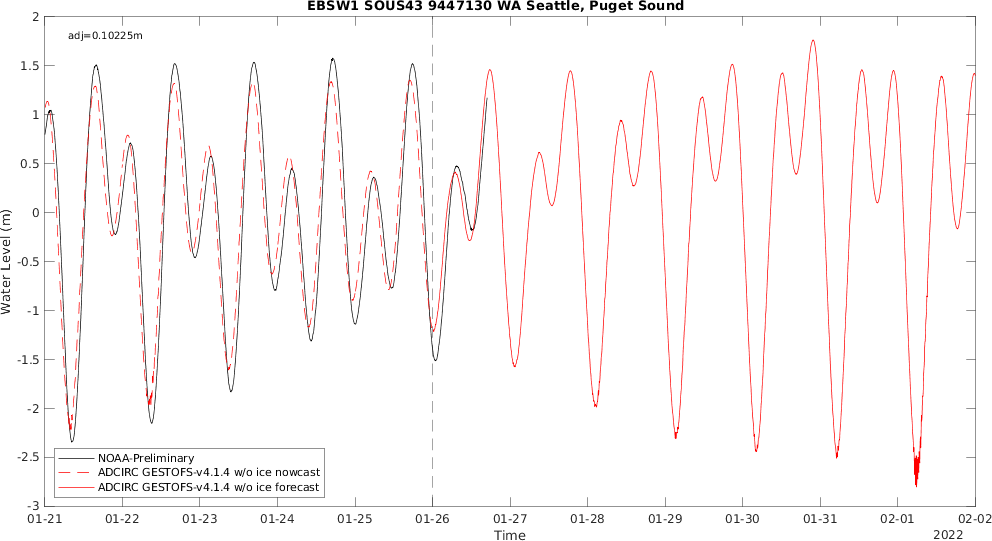 EBSW1 SOUS43 9447130 WA Seattle, Puget Sound
adj=0.10225m
2
1.5
1
0.5
0
-0.5
-1
-1.5
-2
-2.5
-3
Water Level (m)
NOAA-Preliminary
ADCIRC GESTOFS-v4.1.4 w/o ice nowcast
ADCIRC GESTOFS-v4.1.4 w/o ice forecast
01-21 01-22 01-23 01-24 01-25 01-26 01-27 01-28 01-29 01-30 01-31 02-01 02-02
Time
2022